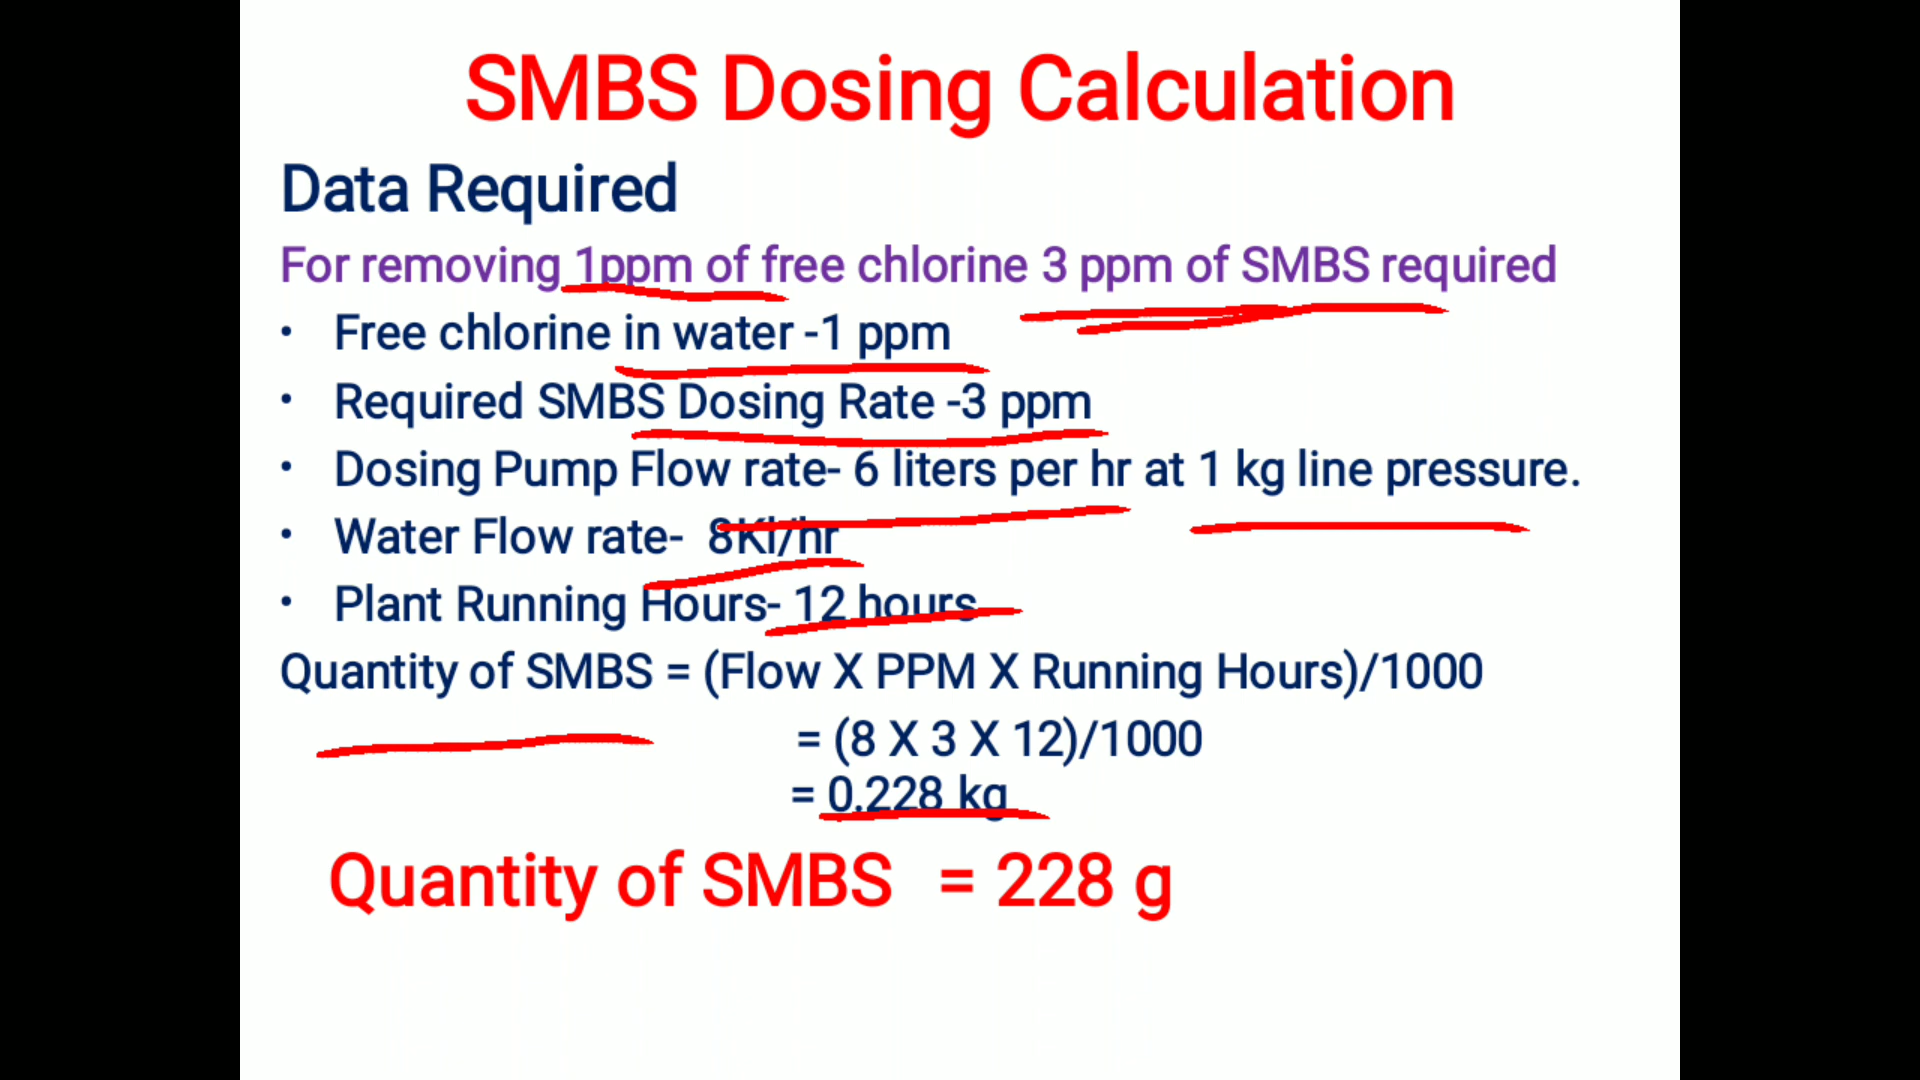 SMBS Dosing Calculation
Data Required
For removing 1ppm of free chlorine 3 ppm of SMBS required
• Free chlorine in water -1 ppm
• Required SMBS Dosing Rate -3 ppm
• Dosing Pump Flow rate- 6 liters per hr at 1 kg line pressure.
• Water Flow rate- 8Kl/hr
• Plant Running Hours- 12 hours
Quantity of SMBS = (Flow X PPM X Running Hours)/1000
= (8 X 3 X 12)/1000
= 0.228 kg
Quantity of SMBS = 228 g